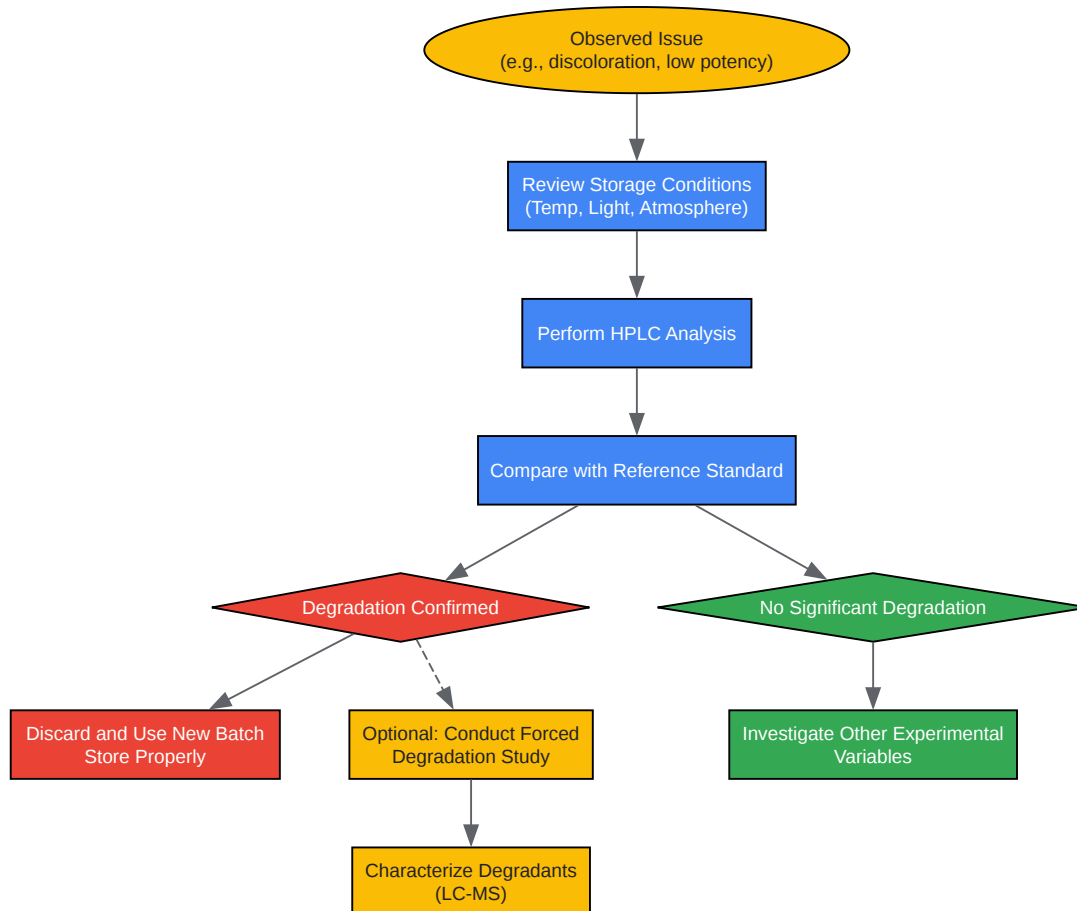 Observed Issue
(e.g., discoloration, low potency)
Review Storage Conditions
(Temp, Light, Atmosphere)
Perform HPLC Analysis
Compare with Reference Standard
Degradation Confirmed
No Significant Degradation
Discard and Use New Batch
Store Properly
Optional: Conduct Forced
Degradation Study
Investigate Other Experimental
Variables
Characterize Degradants
(LC-MS)